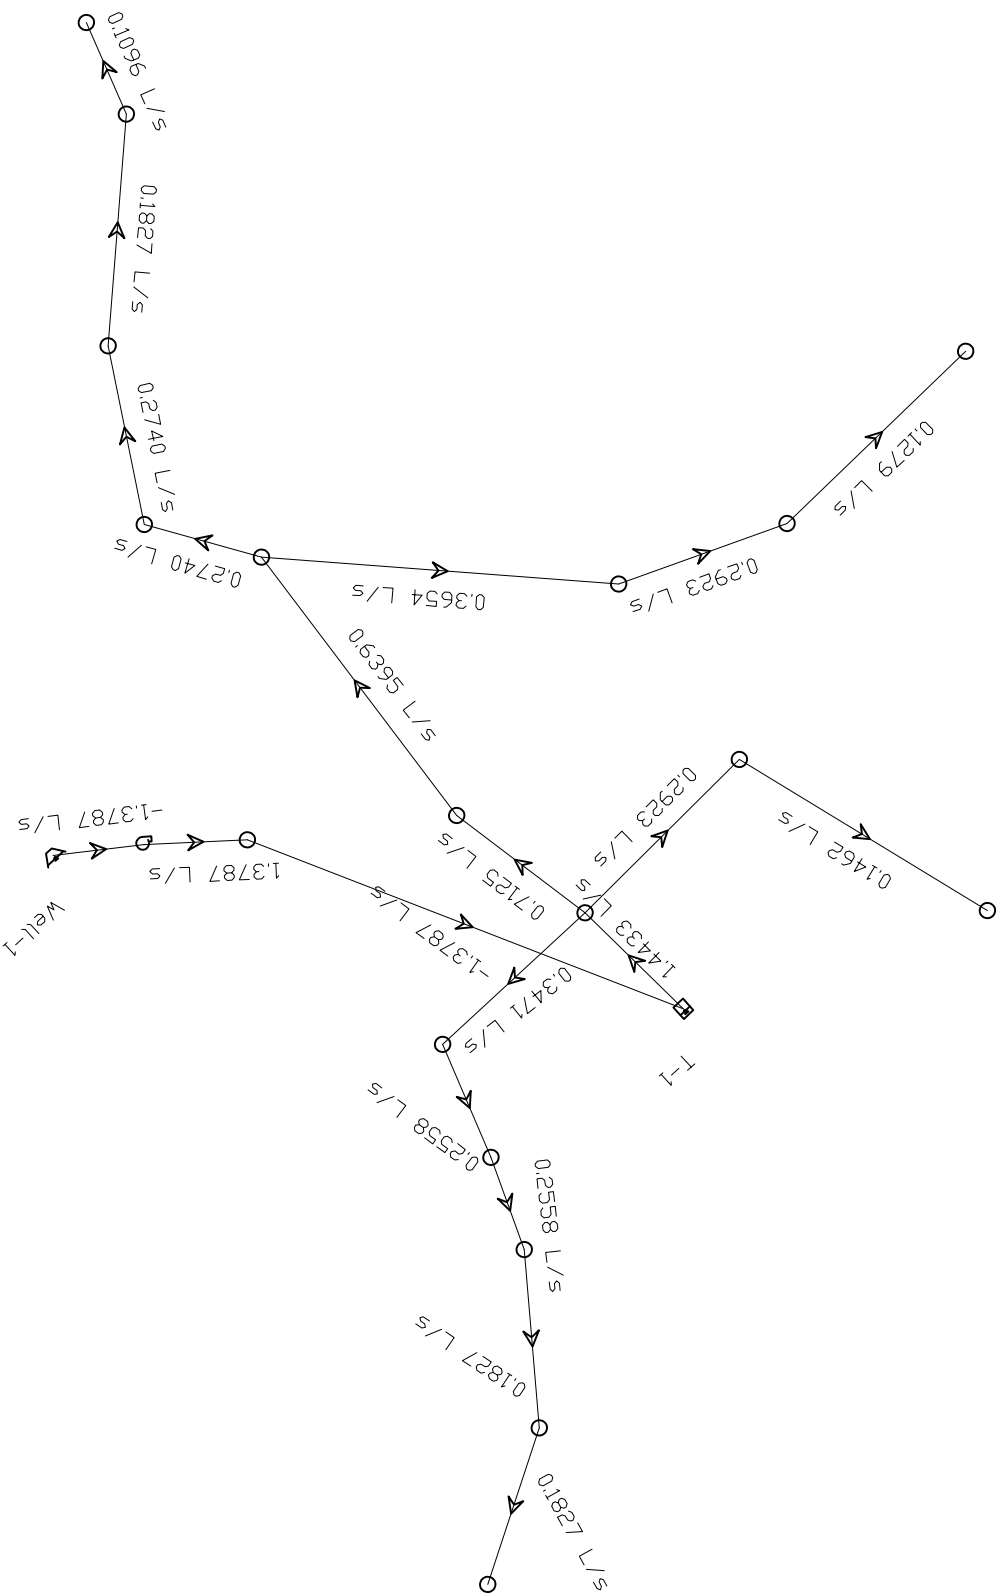 0.1096 L/s
0.1827 L/s
0.2740 L/s
0.2740 L/s
0.3654 L/s
0.2923 L/s
0.1279 L/s
0.6395 L/s
0.7125 L/s
0.2923 L/s
0.1462 L/s
-1.3787 L/s
1.3787 L/s
-1.3787 L/s
Well-1
1.4433 L/s
0.3471 L/s
T-1
0.2558 L/s
0.2558 L/s
0.1827 L/s
0.1827 L/s